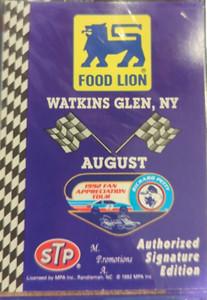 FOOD LION
WATKINS GLEN, NY
AUGUST
1992 FAN
APPRECIATION
TOUR
RICHARD PETTY
STP
M.
Promotions
A.
Authorized
Signature
Edition
Licensed by MPA Inc., Randleman, NC © 1992 MPA Inc